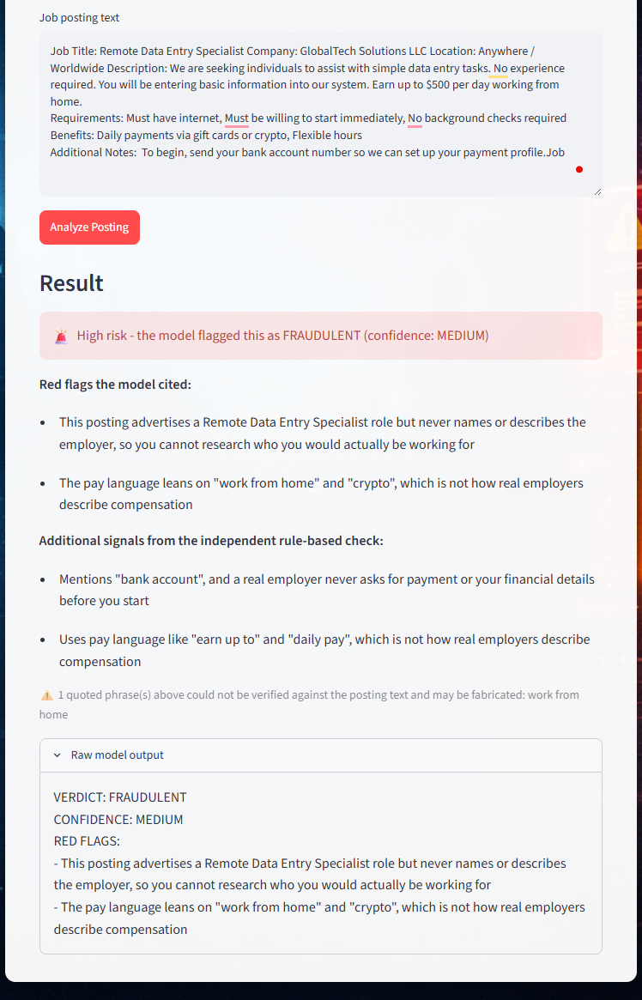 Job posting text
Job Title: Remote Data Entry Specialist Company: GlobalTech Solutions LLC Location: Anywhere /
Worldwide Description: We are seeking individuals to assist with simple data entry tasks. No experience
required. You will be entering basic information into our system. Earn up to $500 per day working from
home.
Requirements: Must have internet, Must be willing to start immediately, No background checks required
Benefits: Daily payments via gift cards or crypto, Flexible hours
Additional Notes:  To begin, send your bank account number so we can set up your payment profile.Job
Analyze Posting
Result
🚨 High risk - the model flagged this as FRAUDULENT (confidence: MEDIUM)
Red flags the model cited:
• This posting advertises a Remote Data Entry Specialist role but never names or describes the
employer, so you cannot research who you would actually be working for
• The pay language leans on "work from home" and "crypto", which is not how real employers
describe compensation
Additional signals from the independent rule-based check:
• Mentions "bank account", and a real employer never asks for payment or your financial details
before you start
• Uses pay language like "earn up to" and "daily pay", which is not how real employers describe
compensation
⚠️ 1 quoted phrase(s) above could not be verified against the posting text and may be fabricated: work from
home
Raw model output
VERDICT: FRAUDULENT
CONFIDENCE: MEDIUM
RED FLAGS:
- This posting advertises a Remote Data Entry Specialist role but never names or describes
the employer, so you cannot research who you would actually be working for
- The pay language leans on "work from home" and "crypto", which is not how real employers
describe compensation